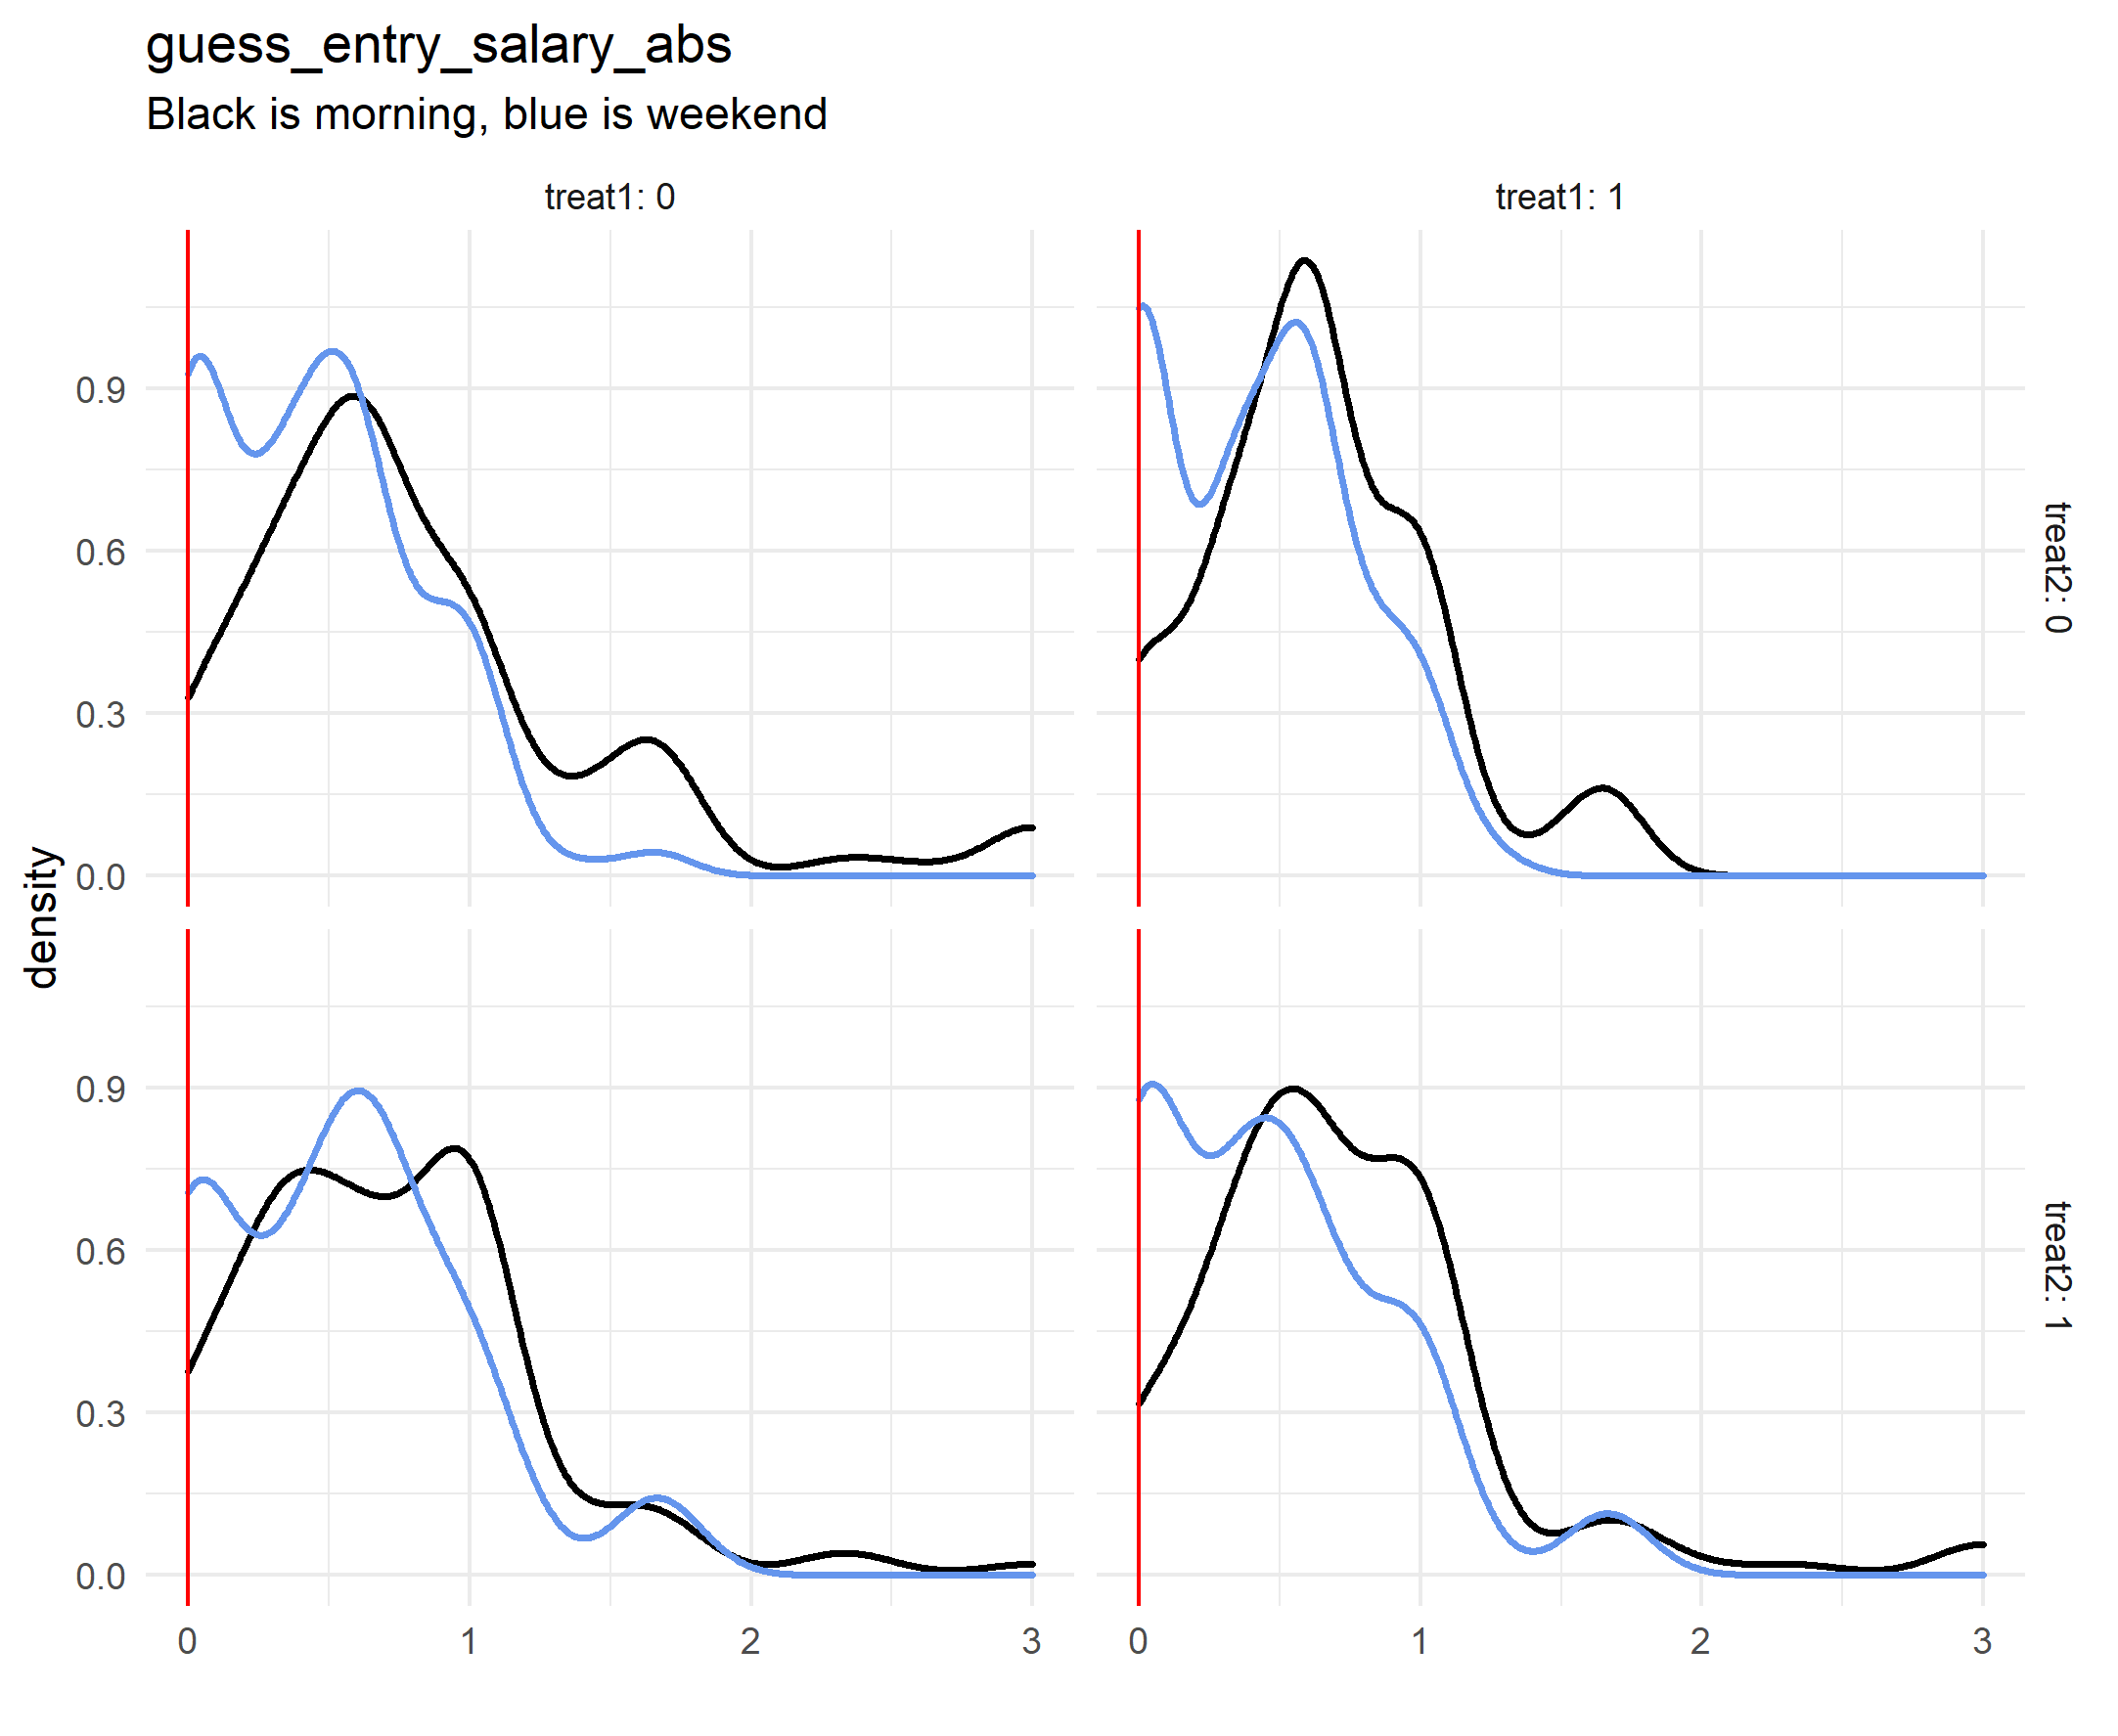 guess_entry_salary_abs
Black is morning, blue is weekend
treat1: 0
treat1: 1
0.9
0.6
0.3
0.0
treat2: 0
density
0.9
0.6
0.3
0.0
treat2: 1
0 1 2 3
0 1 2 3